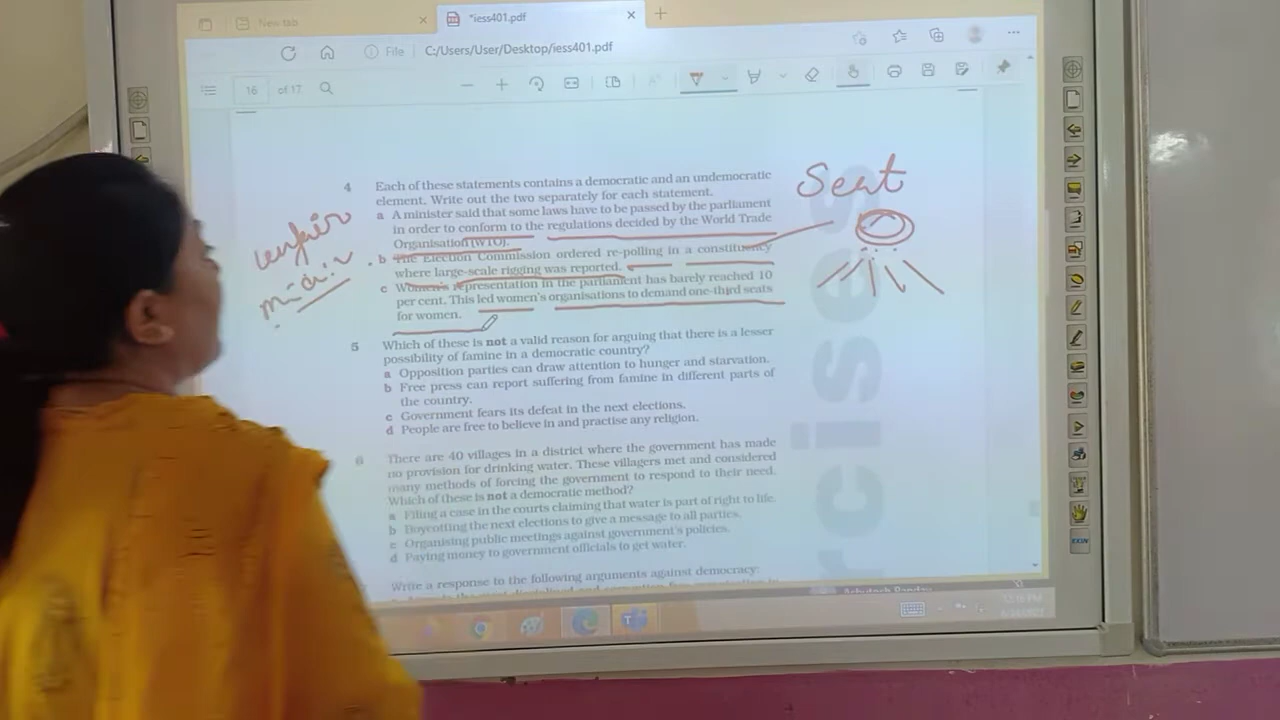 New tab
*iess401.pdf
File C:/Users/User/Desktop/iess401.pdf
16 of 17
4 Each of these statements contains a democratic and an undemocratic
element. Write out the two separately for each statement.
a A minister said that some laws have to be passed by the parliament
in order to conform to the regulations decided by the World Trade
Organisation (WTO).
b The Election Commission ordered re-polling in a constituency
where large-scale rigging was reported.
c Women's representation in the parliament has barely reached 10
per cent. This led women's organisations to demand one-third seats
for women.
Seat
unfair
5 Which of these is not a valid reason for arguing that there is a lesser
possibility of famine in a democratic country?
a Opposition parties can draw attention to hunger and starvation.
b Free press can report suffering from famine in different parts of
the country.
c Government fears its defeat in the next elections.
d People are free to believe in and practise any religion.
6 There are 40 villages in a district where the government has made
no provision for drinking water. These villagers met and considered
many methods of forcing the government to respond to their need.
Which of these is not a democratic method?
a Filing a case in the courts claiming that water is part of right to life.
b Boycotting the next elections to give a message to all parties.
c Organising public meetings against government's policies.
d Paying money to government officials to get water.
Write a response to the following arguments against democracy:
rcises